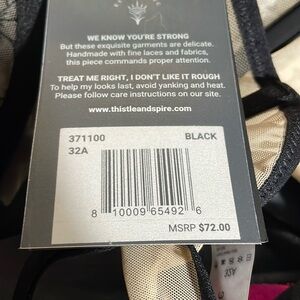 WE KNOW YOU'RE STRONG
But these exquisite garments are delicate.
Handmade with fine laces and fabrics,
this piece commands proper attention.
TREAT ME RIGHT, I DON'T LIKE IT ROUGH
To help my looks last, avoid yanking and heat.
Please follow care instructions on our site.
www.thistleandspire.com
371100 BLACK
32A
8 10009 65492 6
MSRP $72.00
32A